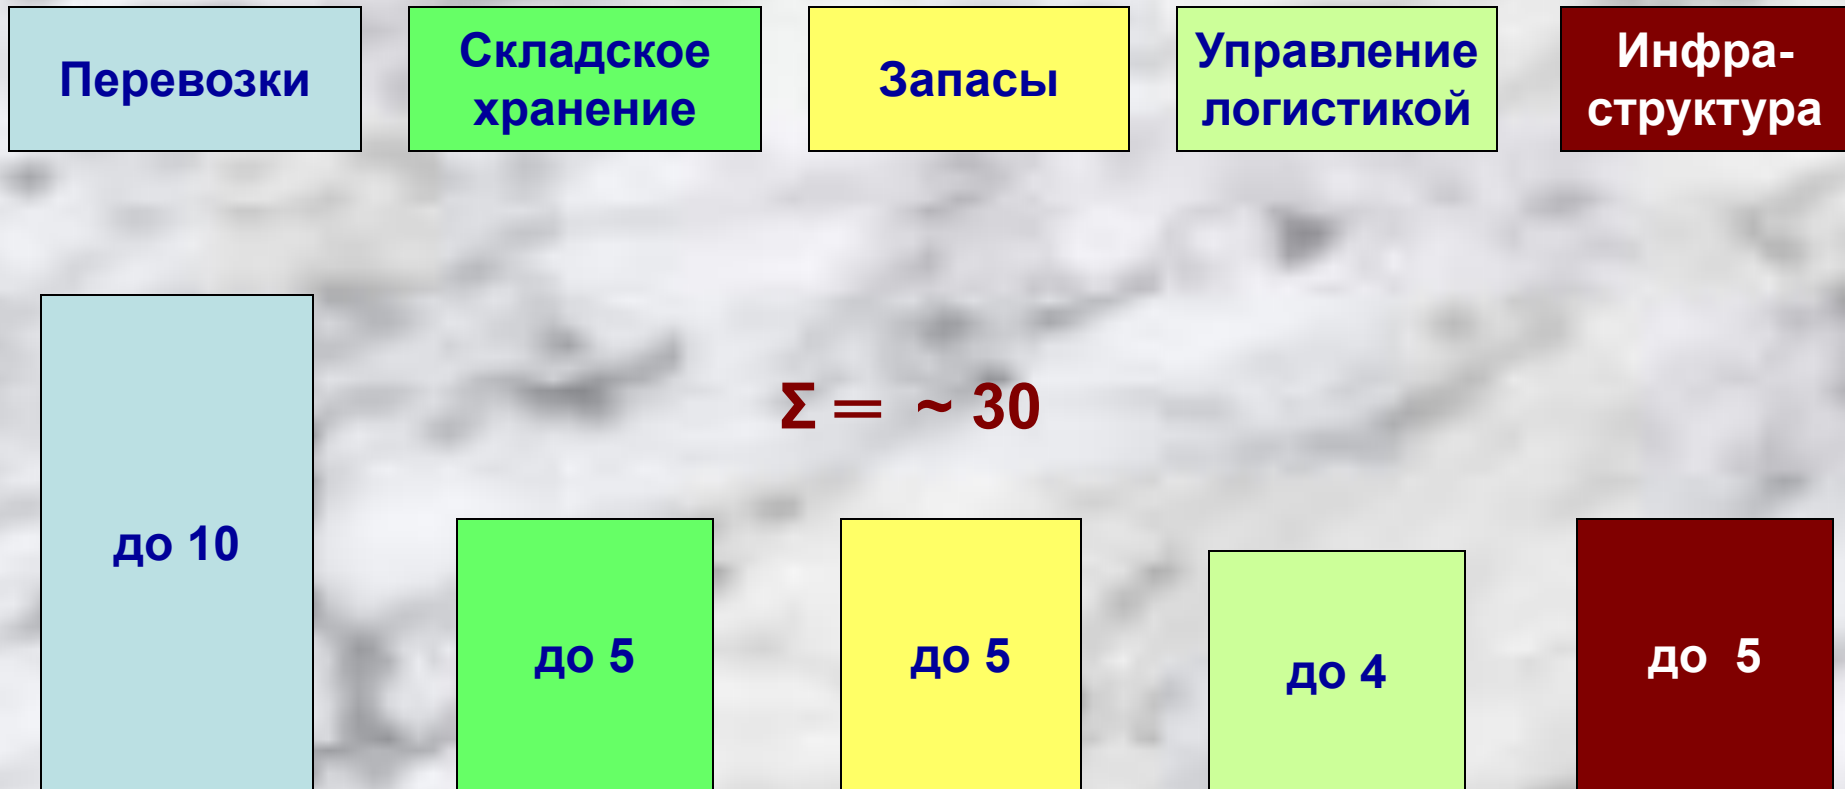 Перевозки
Складское
хранение
Запасы
Управление
логистикой
Инфра-
структура
Σ = ~ 30
до 10
до 5
до 5
до 4
до 5